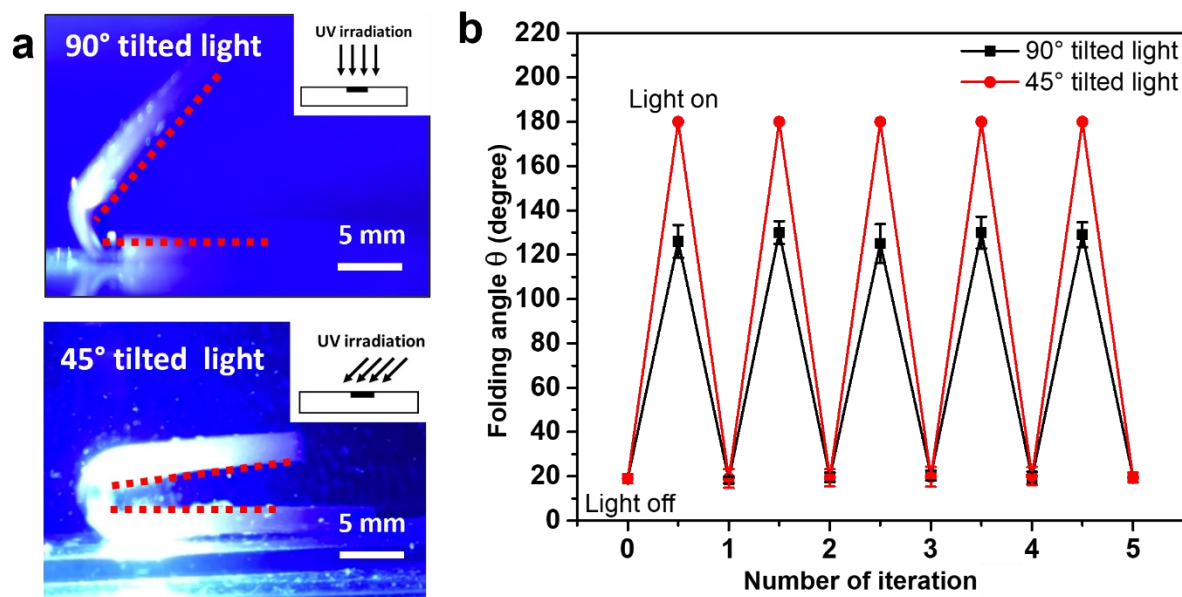 a
90° tilted light
UV irradiation
5 mm
45° tilted light
UV irradiation
5 mm
b
220
200
180
160
140
120
100
80
60
40
20
0
Folding angle θ (degree)
90° tilted light
45° tilted light
Light on
Light off
0 1 2 3 4 5
Number of iteration